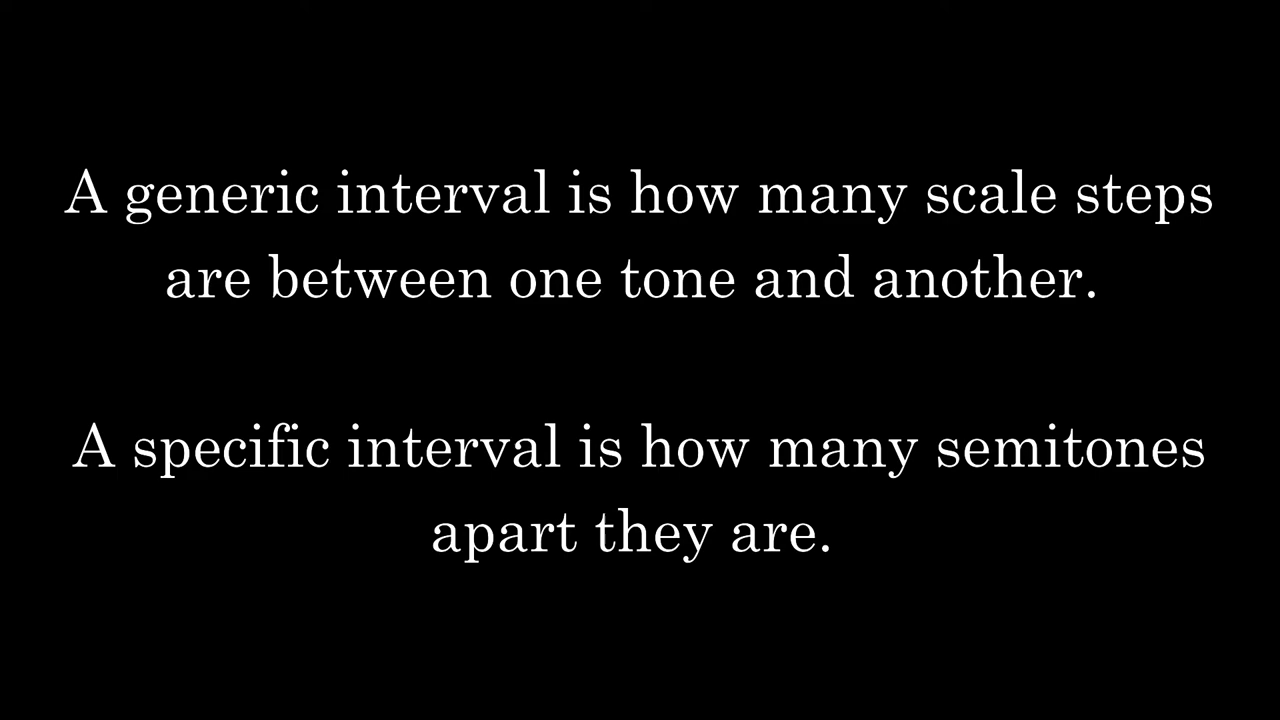 A generic interval is how many scale steps
are between one tone and another.
A specific interval is how many semitones
apart they are.